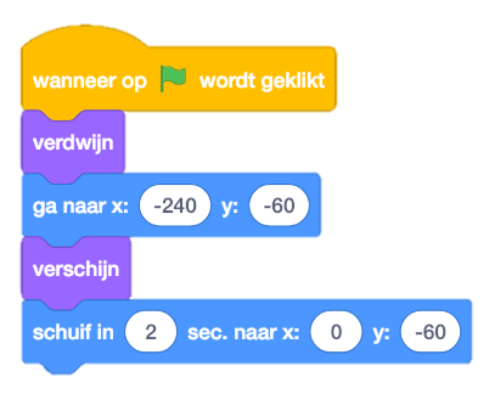 wanneer op wordt geklikt
verdwijn
ga naar x: -240 y: -60
verschijn
schuif in 2 sec. naar x: 0 y: -60